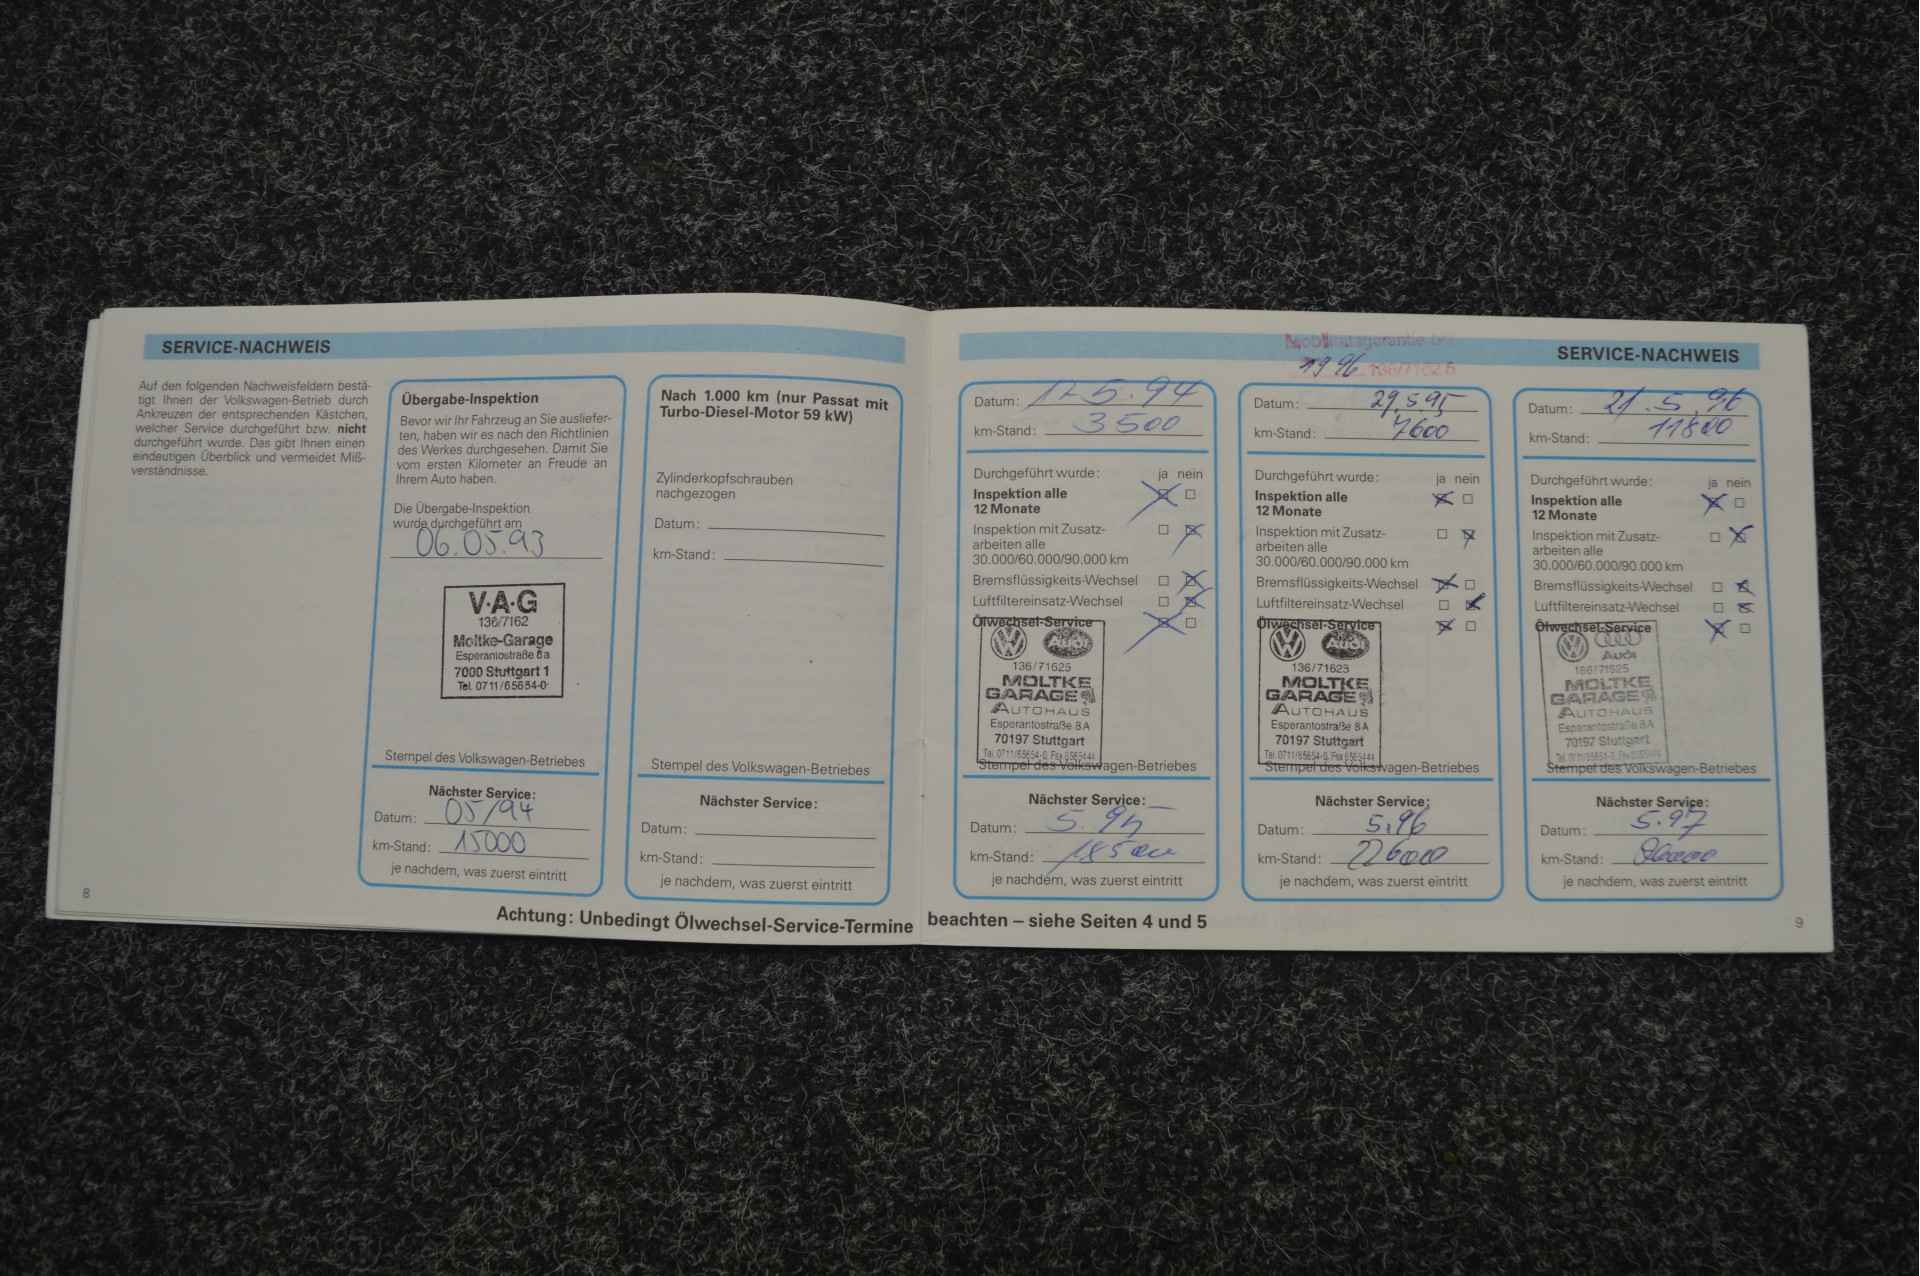 SERVICE-NACHWEIS
Auf den folgenden Nachweisfeldern bestä-
tigt Ihnen der Volkswagen-Betrieb durch
Ankreuzen der entsprechenden Kästchen,
welcher Service durchgeführt bzw. nicht
durchgeführt wurde. Das gibt Ihnen einen
eindeutigen Überblick und vermeidet Miß-
verständnisse.
8
Übergabe-Inspektion
Bevor wir Ihr Fahrzeug an Sie ausliefer-
ten, haben wir es nach den Richtlinien
des Werkes durchgesehen. Damit Sie
vom ersten Kilometer an Freude an
Ihrem Auto haben.
Die Übergabe-Inspektion
wurde durchgeführt am
06.05.93
V·A·G
136/7162
Moltke-Garage
Esperantostraße 8a
7000 Stuttgart 1
Tel. 0711/65654-0
Stempel des Volkswagen-Betriebes
Nächster Service:
Datum: 05/94
km-Stand: 15000
je nachdem, was zuerst eintritt
Nach 1.000 km (nur Passat mit
Turbo-Diesel-Motor 59 kW)
Zylinderkopfschrauben
nachgezogen
Datum:
km-Stand:
Stempel des Volkswagen-Betriebes
Nächster Service:
Datum:
km-Stand:
je nachdem, was zuerst eintritt
Achtung: Unbedingt Ölwechsel-Service-Termine beachten – siehe Seiten 4 und 5
SERVICE-NACHWEIS
Mobilitätsgarantie bis
1996 136/71625
Datum: 12.5.94
km-Stand: 3500
Durchgeführt wurde: ja nein
Inspektion alle
12 Monate
Inspektion mit Zusatz-
arbeiten alle
30.000/60.000/90.000 km
Bremsflüssigkeits-Wechsel
Luftfiltereinsatz-Wechsel
Ölwechsel-Service
Audi
136/71625
MOLTKE
GARAGE
AUTOHAUS
Esperantostraße 8A
70197 Stuttgart
Stempel des Volkswagen-Betriebes
Nächster Service:
Datum: 5.95
km-Stand: 18500
je nachdem, was zuerst eintritt
Datum: 29.5.95
km-Stand: 7600
Durchgeführt wurde: ja nein
Inspektion alle
12 Monate
Inspektion mit Zusatz-
arbeiten alle
30.000/60.000/90.000 km
Bremsflüssigkeits-Wechsel
Luftfiltereinsatz-Wechsel
Ölwechsel-Service
Audi
136/71625
MOLTKE
GARAGE
AUTOHAUS
Esperantostraße 8A
70197 Stuttgart
Stempel des Volkswagen-Betriebes
Nächster Service:
Datum: 5.96
km-Stand:
je nachdem, was zuerst eintritt
Datum: 21.5.96
km-Stand: 11800
Durchgeführt wurde: ja nein
Inspektion alle
12 Monate
Inspektion mit Zusatz-
arbeiten alle
30.000/60.000/90.000 km
Bremsflüssigkeits-Wechsel
Luftfiltereinsatz-Wechsel
Ölwechsel-Service
Audi
136/71625
MOLTKE
GARAGE
AUTOHAUS
Esperantostraße 8A
70197 Stuttgart
Stempel des Volkswagen-Betriebes
Nächster Service:
Datum: 5.97
km-Stand:
je nachdem, was zuerst eintritt
9